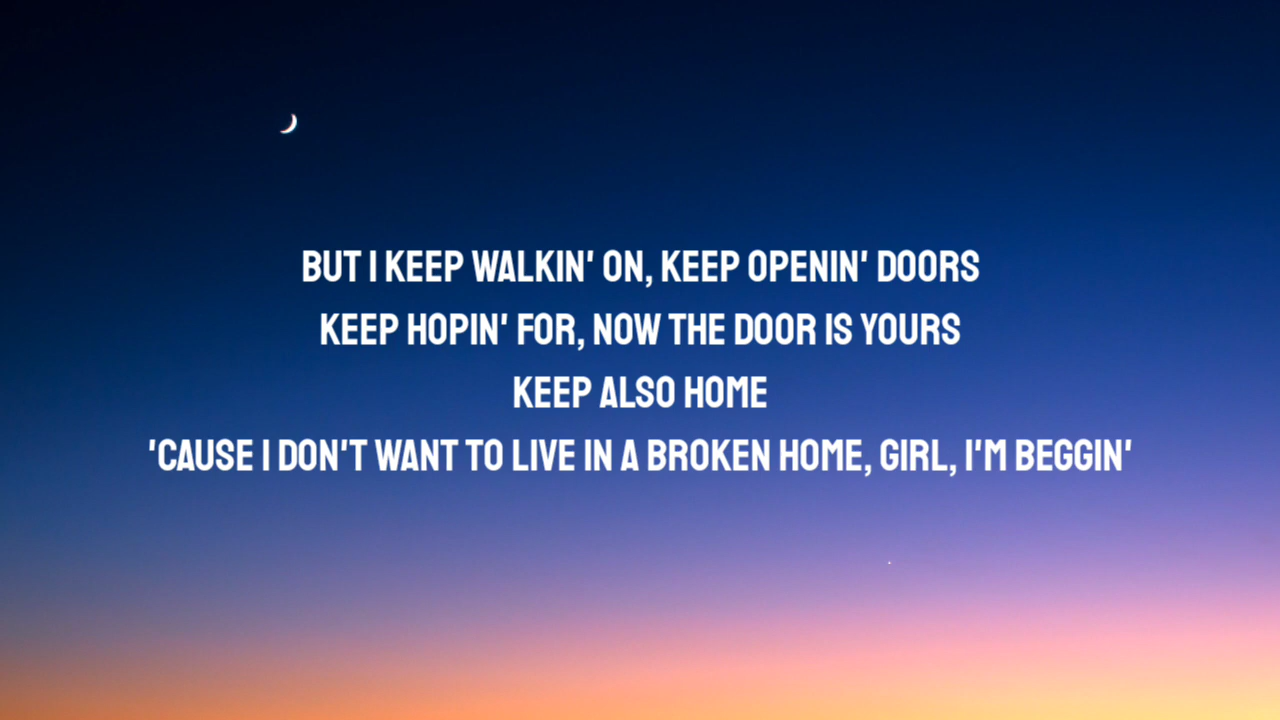 BUT I KEEP WALKIN' ON, KEEP OPENIN' DOORS
KEEP HOPIN' FOR, NOW THE DOOR IS YOURS
KEEP ALSO HOME
'CAUSE I DON'T WANT TO LIVE IN A BROKEN HOME, GIRL, I'M BEGGIN'